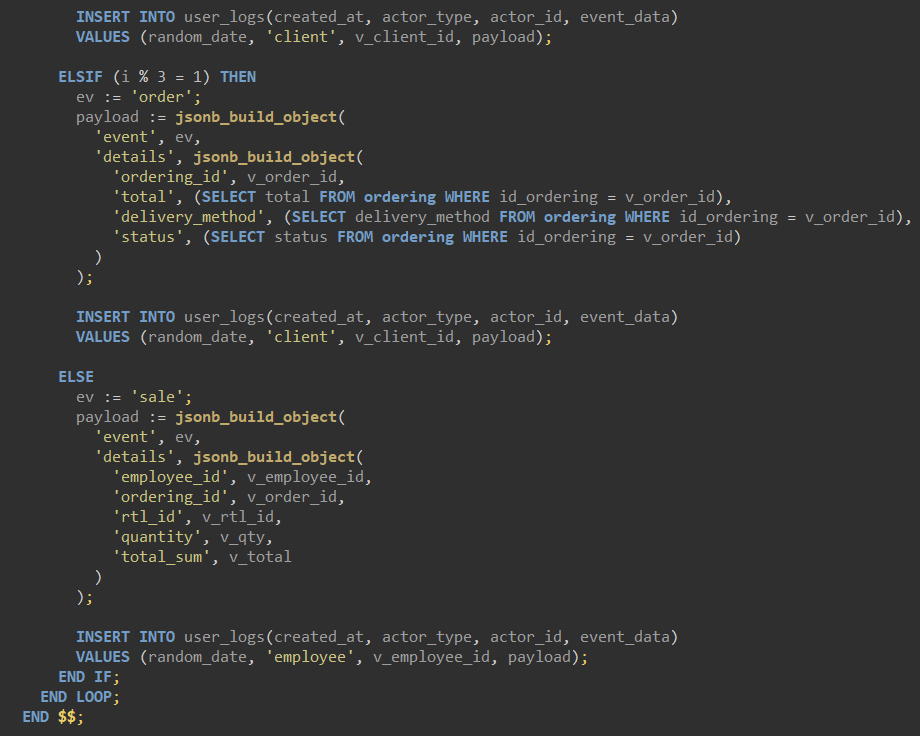 INSERT INTO user_logs(created_at, actor_type, actor_id, event_data)
VALUES (random_date, 'client', v_client_id, payload);
ELSIF (i % 3 = 1) THEN
ev := 'order';
payload := jsonb_build_object(
'event', ev,
'details', jsonb_build_object(
'ordering_id', v_order_id,
'total', (SELECT total FROM ordering WHERE id_ordering = v_order_id),
'delivery_method', (SELECT delivery_method FROM ordering WHERE id_ordering = v_order_id),
'status', (SELECT status FROM ordering WHERE id_ordering = v_order_id)
)
);
INSERT INTO user_logs(created_at, actor_type, actor_id, event_data)
VALUES (random_date, 'client', v_client_id, payload);
ELSE
ev := 'sale';
payload := jsonb_build_object(
'event', ev,
'details', jsonb_build_object(
'employee_id', v_employee_id,
'ordering_id', v_order_id,
'rtl_id', v_rtl_id,
'quantity', v_qty,
'total_sum', v_total
)
);
INSERT INTO user_logs(created_at, actor_type, actor_id, event_data)
VALUES (random_date, 'employee', v_employee_id, payload);
END IF;
END LOOP;
END $$;